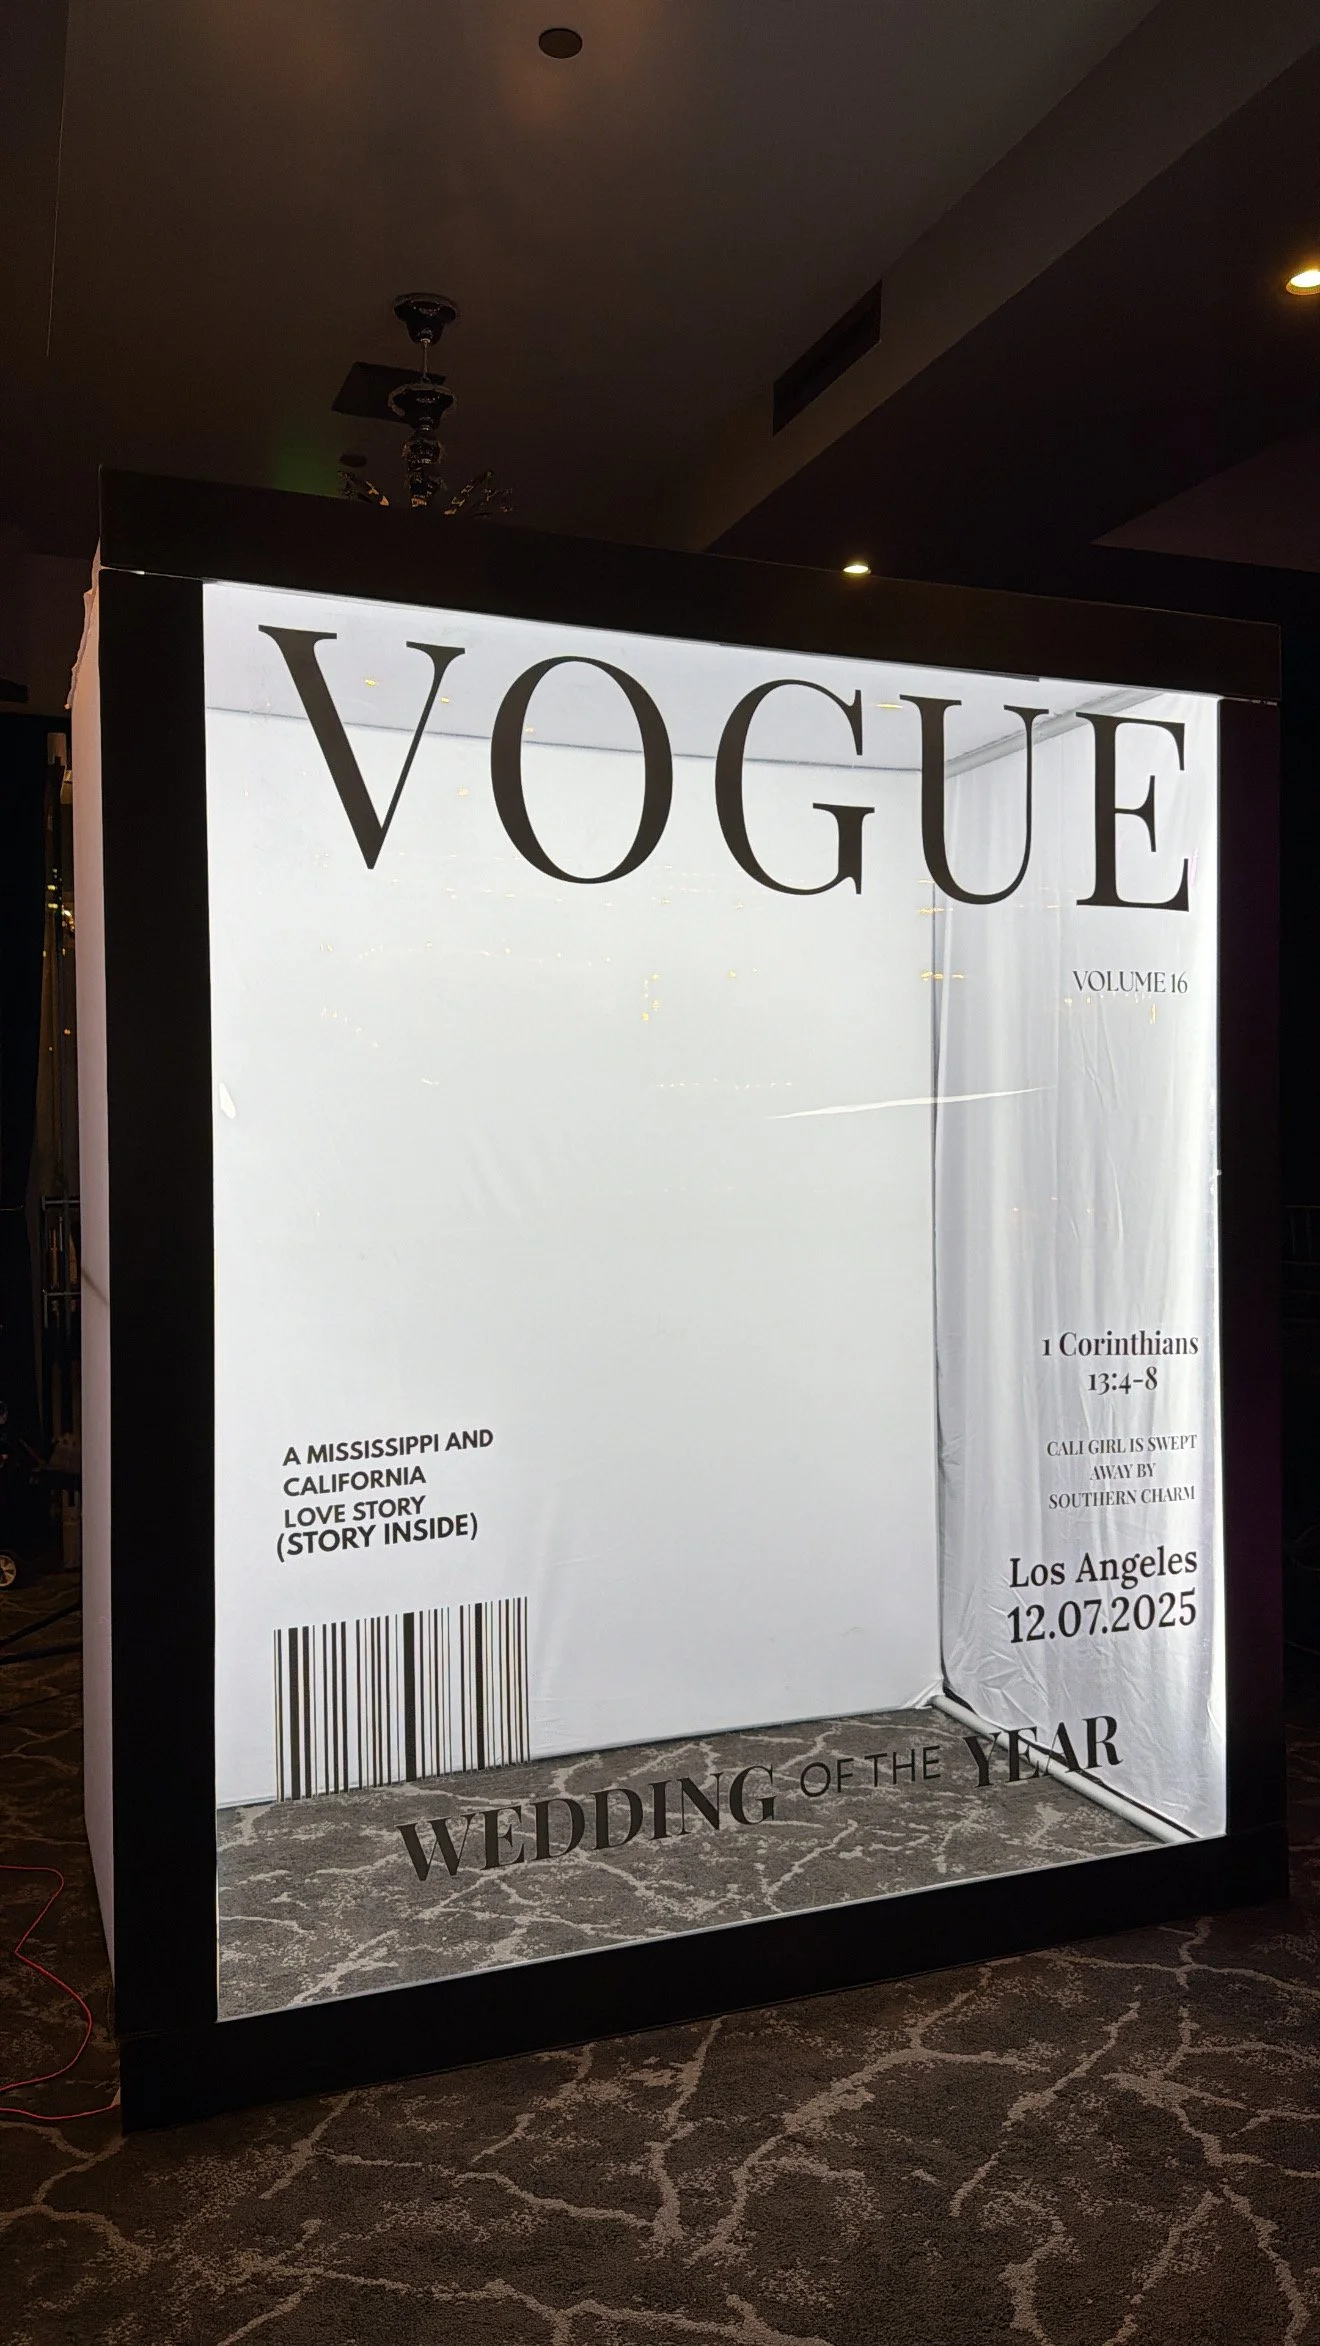 VOGUE
VOLUME 16
1 Corinthians
13:4-8
CALI GIRL IS SWEPT
AWAY BY
SOUTHERN CHARM
Los Angeles
12.07.2025
A MISSISSIPPI AND
CALIFORNIA
LOVE STORY
(STORY INSIDE)
WEDDING OF THE YEAR